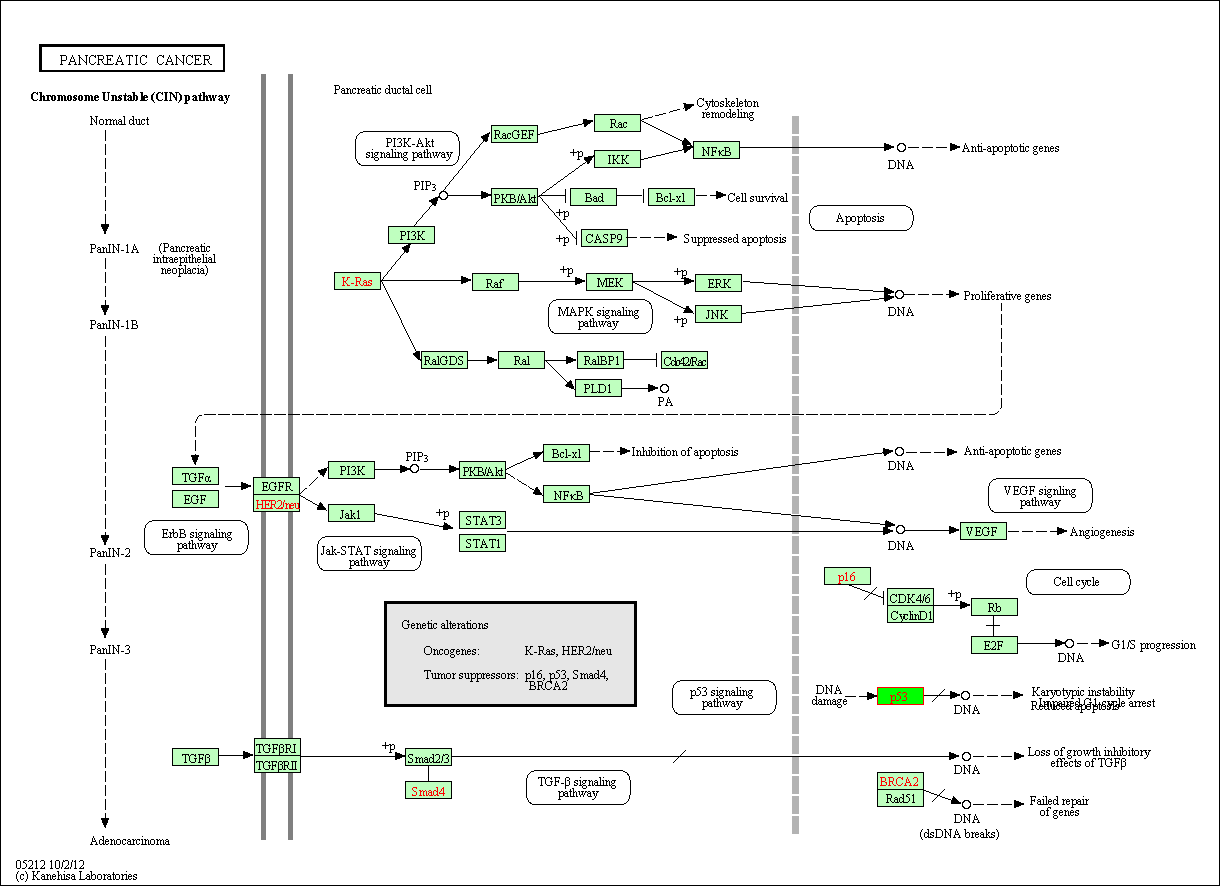 PANCREATIC CANCER
Chromosome Unstable (CIN) pathway
Normal duct
PanIN-1A
(Pancreatic
intraepithelial
neoplacia)
PanIN-1B
PanIN-2
PanIN-3
Adenocarcinoma
Pancreatic ductal cell
PI3K-Akt
signaling pathway
RacGEF
Rac
Cytoskeleton
remodeling
+p
IKK
NFκB
DNA
Anti-apoptotic genes
PIP3
PKB/Akt
Bad
Bcl-xl
Cell survival
+p
+p
CASP9
Suppressed apoptosis
Apoptosis
PI3K
K-Ras
Raf
+p
MEK
+p
ERK
+p
JNK
DNA
Proliferative genes
MAPK signaling
pathway
RalGDS
Ral
RalBP1
Cdc42/Rac
PLD1
PA
TGFα
EGF
EGFR
HER2/neu
ErbB signaling
pathway
PI3K
PIP3
PKB/Akt
Bcl-xl
Inhibition of apoptosis
NFκB
DNA
Anti-apoptotic genes
Jak1
+p
STAT3
STAT1
Jak-STAT signaling
pathway
DNA
VEGF
Angiogenesis
VEGF signling
pathway
p16
CDK4/6
CyclinD1
+p
Rb
E2F
DNA
G1/S progression
Cell cycle
Genetic alterations
Oncogenes: K-Ras, HER2/neu
Tumor suppressors: p16, p53, Smad4,
BRCA2
p53 signaling
pathway
DNA
damage
p53
DNA
Karyotypic instability
Impaired G1 cycle arrest
Reduced apoptosis
TGFβ
TGFβRI
TGFβRII
+p
Smad2/3
Smad4
TGF-β signaling
pathway
DNA
Loss of growth inhibitory
effects of TGFβ
BRCA2
Rad51
DNA
(dsDNA breaks)
Failed repair
of genes
05212 10/2/12
(c) Kanehisa Laboratories